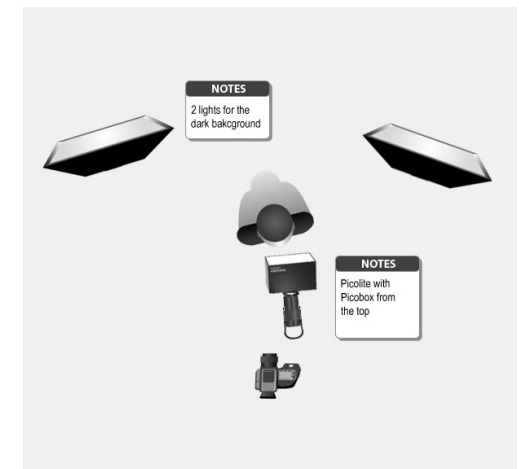 NOTES
2 lights for the
dark bakcground
NOTES
Picolite with
Picobox from
the top